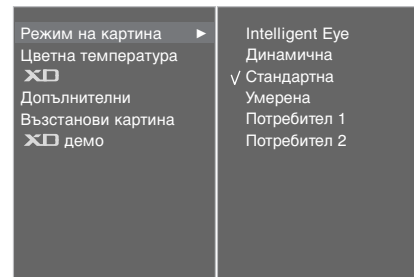 Режим на картина ►
Цветна температура
XD
Допълнителни
Възстанови картина
XD демо
Intelligent Eye
Динамична
√ Стандартна
Умерена
Потребител 1
Потребител 2